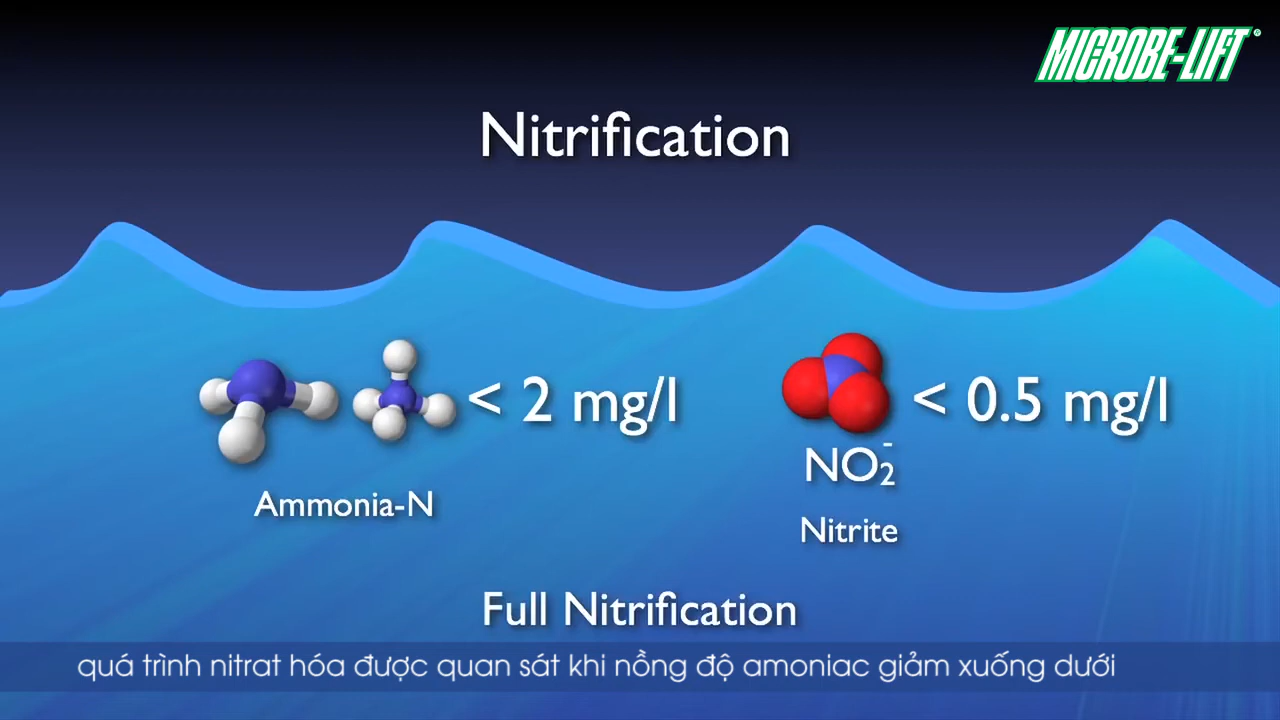 MICROBE-LIFT®
Nitrification
< 2 mg/l
< 0.5 mg/l
NO₂⁻
Ammonia-N
Nitrite
Full Nitrification
quá trình nitrat hóa được quan sát khi nồng độ amoniac giảm xuống dưới